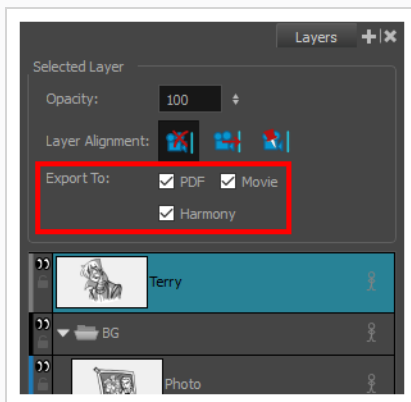 Layers
Selected Layer
Opacity: 100
Layer Alignment:
Export To: PDF Movie
Harmony
Terry
BG
Photo